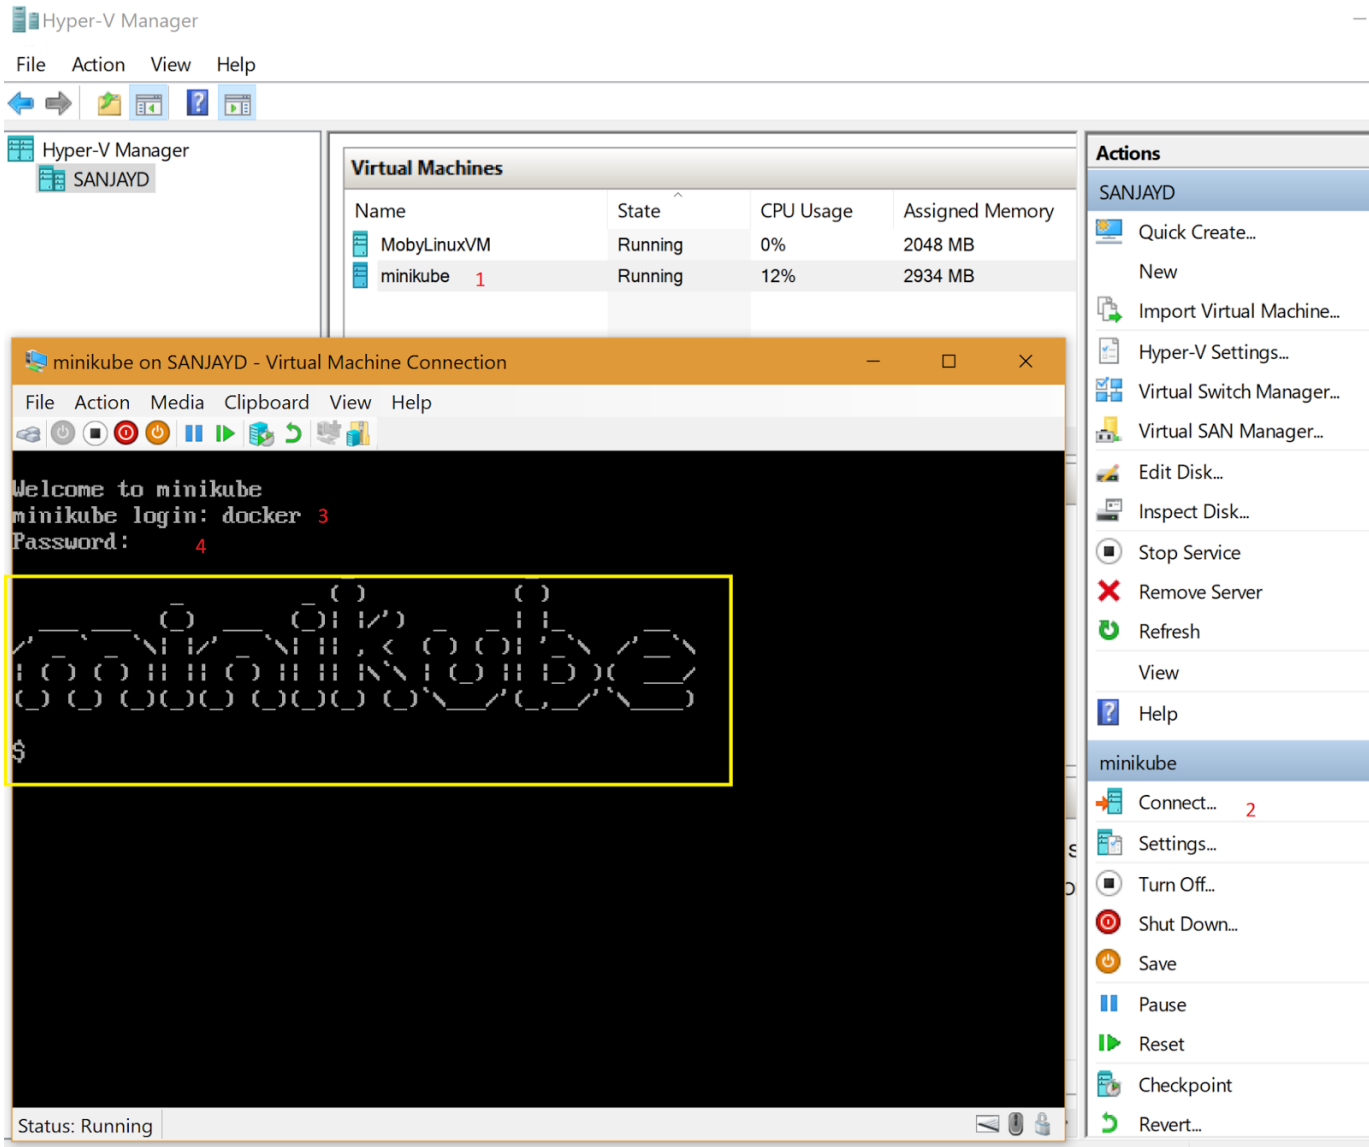 Hyper-V Manager
File Action View Help
Hyper-V Manager
SANJAYD
Virtual Machines
Name State CPU Usage Assigned Memory
MobyLinuxVM Running 0% 2048 MB
minikube 1 Running 12% 2934 MB
minikube on SANJAYD - Virtual Machine Connection
File Action Media Clipboard View Help
Welcome to minikube
minikube login: docker 3
Password: 4
minikube
$
Status: Running
Actions
SANJAYD
Quick Create...
New
Import Virtual Machine...
Hyper-V Settings...
Virtual Switch Manager...
Virtual SAN Manager...
Edit Disk...
Inspect Disk...
Stop Service
Remove Server
Refresh
View
Help
minikube
Connect... 2
Settings...
Turn Off...
Shut Down...
Save
Pause
Reset
Checkpoint
Revert...